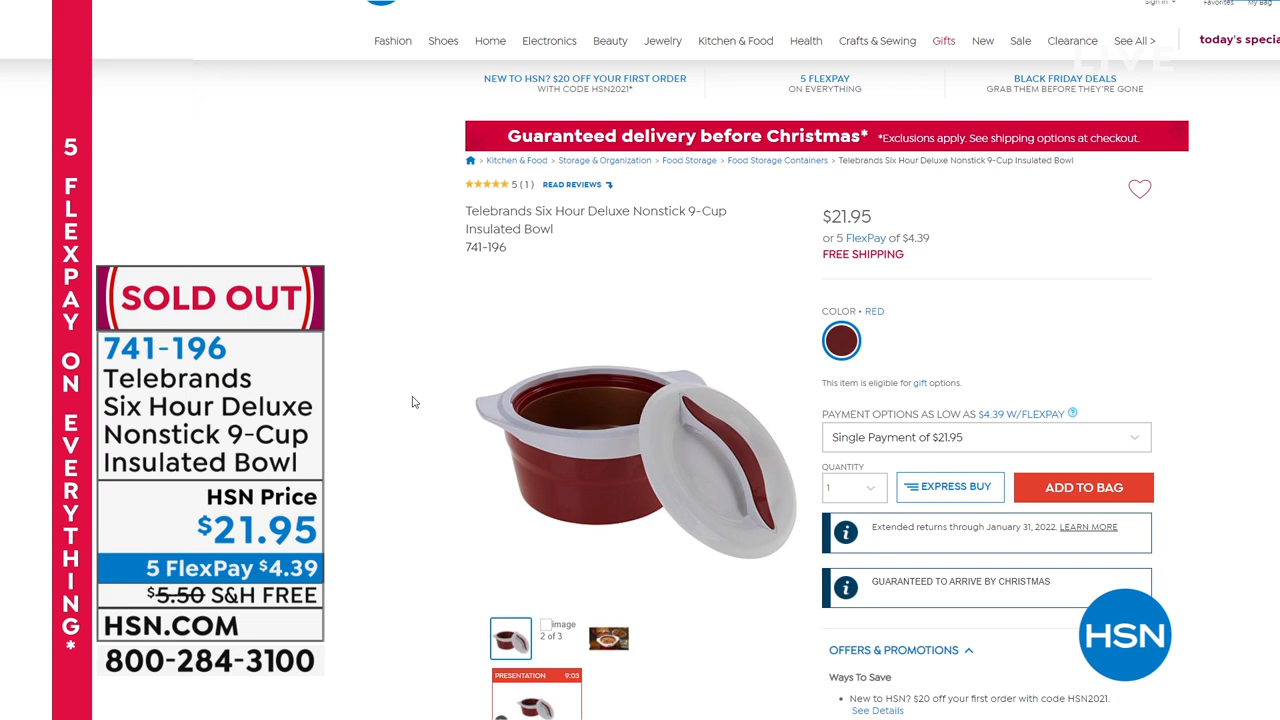 Sign In
Favorites
My Bag
Fashion Shoes Home Electronics Beauty Jewelry Kitchen & Food Health Crafts & Sewing Gifts New Sale Clearance See All >
today's specia
LIVE
NEW TO HSN? $20 OFF YOUR FIRST ORDER
WITH CODE HSN2021*
5 FLEXPAY
ON EVERYTHING
BLACK FRIDAY DEALS
GRAB THEM BEFORE THEY'RE GONE
Guaranteed delivery before Christmas* *Exclusions apply. See shipping options at checkout.
> Kitchen & Food > Storage & Organization > Food Storage > Food Storage Containers > Telebrands Six Hour Deluxe Nonstick 9-Cup Insulated Bowl
5 ( 1 ) READ REVIEWS
Telebrands Six Hour Deluxe Nonstick 9-Cup
Insulated Bowl
741-196
$21.95
or 5 FlexPay of $4.39
FREE SHIPPING
COLOR • RED
This item is eligible for gift options.
PAYMENT OPTIONS AS LOW AS $4.39 W/FLEXPAY ?
Single Payment of $21.95
QUANTITY
1
EXPRESS BUY
ADD TO BAG
Extended returns through January 31, 2022. LEARN MORE
GUARANTEED TO ARRIVE BY CHRISTMAS
OFFERS & PROMOTIONS
Ways To Save
• New to HSN? $20 off your first order with code HSN2021.
See Details
image
2 of 3
PRESENTATION 9:03
5 FLEXPAY ON EVERYTHING*
SOLD OUT
741-196
Telebrands
Six Hour Deluxe
Nonstick 9-Cup
Insulated Bowl
HSN Price
$21.95
5 FlexPay $4.39
$5.50 S&H FREE
HSN.COM
800-284-3100
HSN